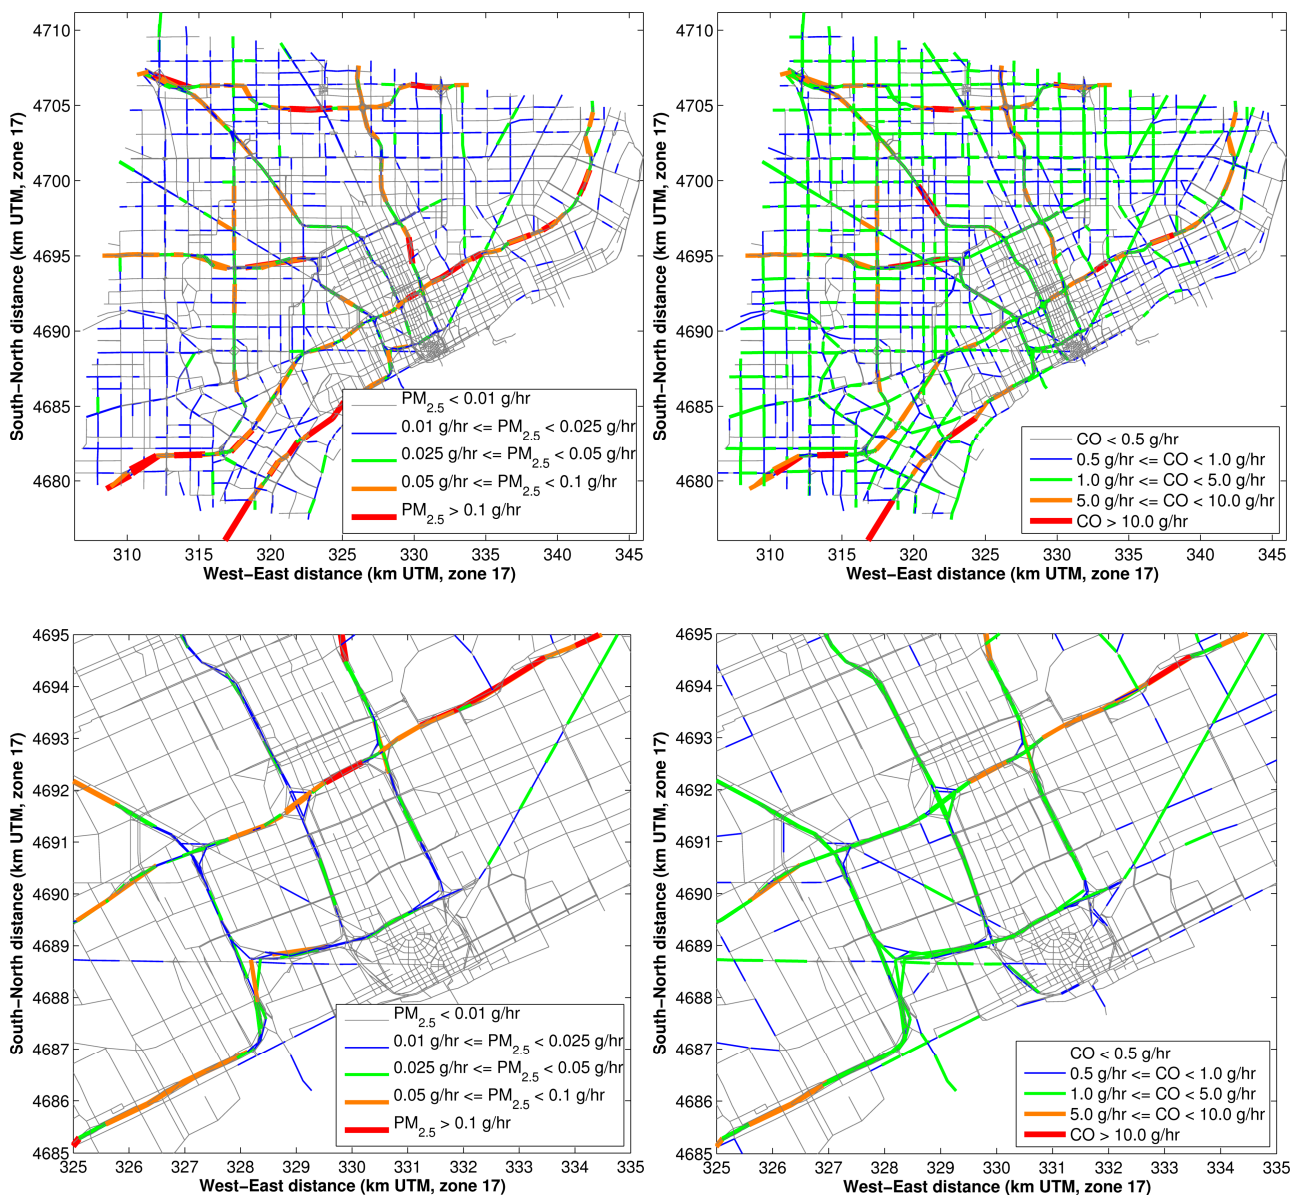 4710
4705
4700
4695
4690
4685
4680
South−North distance (km UTM, zone 17)
PM2.5 < 0.01 g/hr
0.01 g/hr <= PM2.5 < 0.025 g/hr
0.025 g/hr <= PM2.5 < 0.05 g/hr
0.05 g/hr <= PM2.5 < 0.1 g/hr
PM2.5 > 0.1 g/hr
310 315 320 325 330 335 340 345
West−East distance (km UTM, zone 17)
4710
4705
4700
4695
4690
4685
4680
South−North distance (km UTM, zone 17)
CO < 0.5 g/hr
0.5 g/hr <= CO < 1.0 g/hr
1.0 g/hr <= CO < 5.0 g/hr
5.0 g/hr <= CO < 10.0 g/hr
CO > 10.0 g/hr
310 315 320 325 330 335 340 345
West−East distance (km UTM, zone 17)
4695
4694
4693
4692
4691
4690
4689
4688
4687
4686
4685
South−North distance (km UTM, zone 17)
PM2.5 < 0.01 g/hr
0.01 g/hr <= PM2.5 < 0.025 g/hr
0.025 g/hr <= PM2.5 < 0.05 g/hr
0.05 g/hr <= PM2.5 < 0.1 g/hr
PM2.5 > 0.1 g/hr
325 326 327 328 329 330 331 332 333 334 335
West−East distance (km UTM, zone 17)
4695
4694
4693
4692
4691
4690
4689
4688
4687
4686
4685
South−North distance (km UTM, zone 17)
CO < 0.5 g/hr
0.5 g/hr <= CO < 1.0 g/hr
1.0 g/hr <= CO < 5.0 g/hr
5.0 g/hr <= CO < 10.0 g/hr
CO > 10.0 g/hr
325 326 327 328 329 330 331 332 333 334 335
West−East distance (km UTM, zone 17)